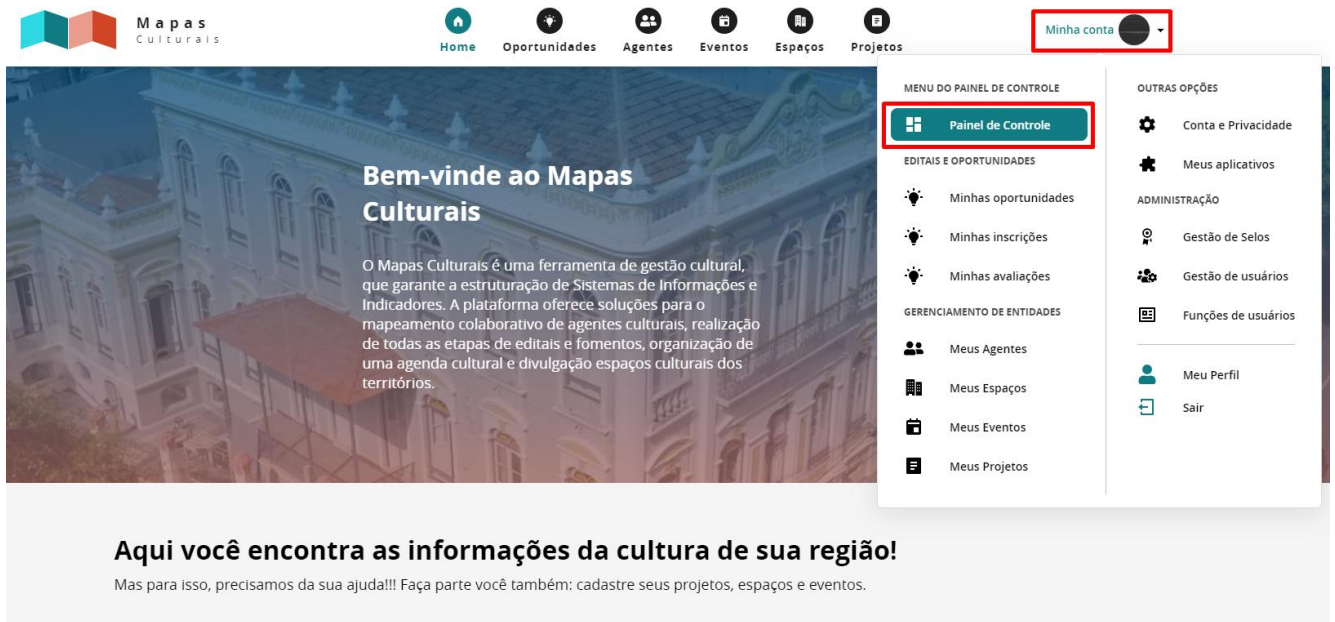 Mapas
Culturais
Home
Oportunidades
Agentes
Eventos
Espaços
Projetos
Minha conta
MENU DO PAINEL DE CONTROLE
Painel de Controle
EDITAIS E OPORTUNIDADES
Minhas oportunidades
Minhas inscrições
Minhas avaliações
GERENCIAMENTO DE ENTIDADES
Meus Agentes
Meus Espaços
Meus Eventos
Meus Projetos
OUTRAS OPÇÕES
Conta e Privacidade
Meus aplicativos
ADMINISTRAÇÃO
Gestão de Selos
Gestão de usuários
Funções de usuários
Meu Perfil
Sair
Bem-vinde ao Mapas
Culturais
O Mapas Culturais é uma ferramenta de gestão cultural,
que garante a estruturação de Sistemas de Informações e
Indicadores. A plataforma oferece soluções para o
mapeamento colaborativo de agentes culturais, realização
de todas as etapas de editais e fomentos, organização de
uma agenda cultural e divulgação espaços culturais dos
territórios.
Aqui você encontra as informações da cultura de sua região!
Mas para isso, precisamos da sua ajuda!!! Faça parte você também: cadastre seus projetos, espaços e eventos.